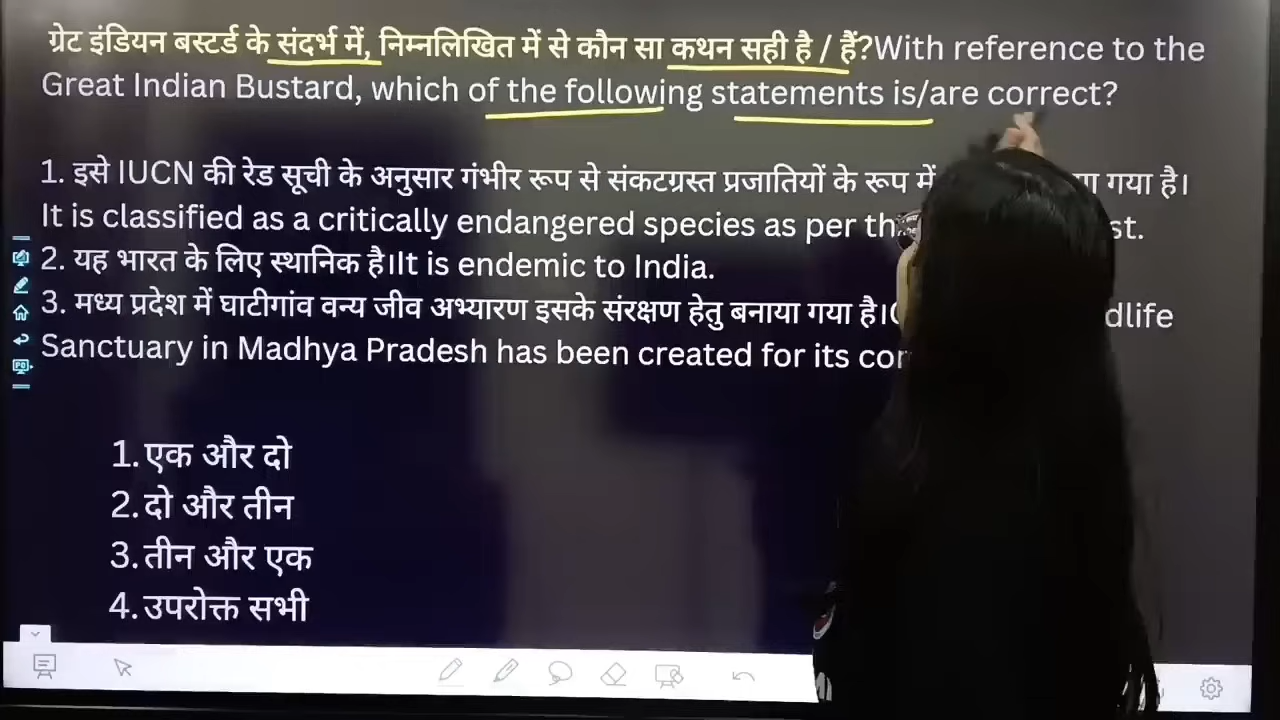 ग्रेट इंडियन बस्टर्ड के संदर्भ में, निम्नलिखित में से कौन सा कथन सही है / हैं?With reference to the
Great Indian Bustard, which of the following statements is/are correct?
1. इसे IUCN की रेड सूची के अनुसार गंभीर रूप से संकटग्रस्त प्रजातियों के रूप में गया है।
It is classified as a critically endangered species as per
2. यह भारत के लिए स्थानिक है।It is endemic to India.
3. मध्य प्रदेश में घाटीगांव वन्य जीव अभ्यारण इसके संरक्षण हेतु बनाया गया है।
Sanctuary in Madhya Pradesh has been created for its
1. एक और दो
2. दो और तीन
3. तीन और एक
4. उपरोक्त सभी